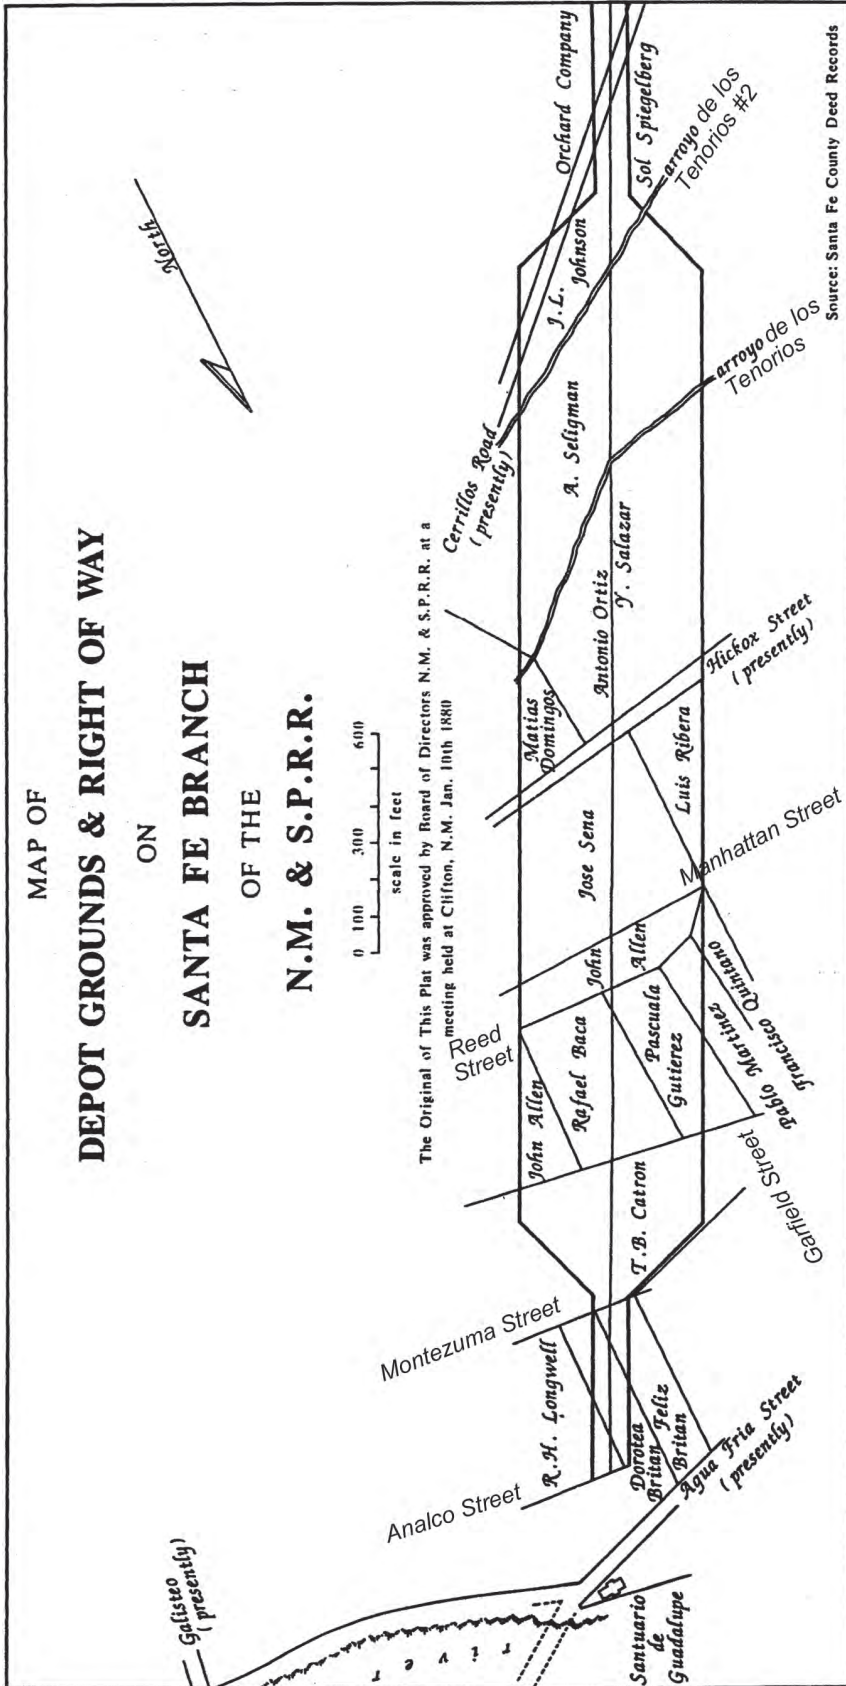 MAP OF
DEPOT GROUNDS & RIGHT OF WAY
ON
SANTA FE BRANCH
OF THE
N.M. & S.P.R.R.
0 100 300 600
scale in feet
The Original of This Plat was approved by Board of Directors N.M. & S.P.R.R. at a
meeting held at Clifton, N.M. Jan. 10th 1880
North
Galisteo
(presently)
river
Santuario
de
Guadalupe
Analco Street
Montezuma Street
R.H. Longwell
Dorotea
Britan
Feliz
Britan
Agua Fria Street
(presently)
T.B. Catron
Garfield Street
Reed
Street
John Allen
Rafael Baca
Pascuala
Gutierez
Pablo Martinez
Francisco Quintano
John
Allen
Manhattan Street
Jose Sena
Luis Ribera
Matias
Domingos
Hickox Street
(presently)
Antonio Ortiz
Y. Salazar
A. Seligman
Cerrillos Road
(presently)
J.L.
Johnson
arroyo de los
Tenorios
arroyo de los
Tenorios #2
Orchard Company
Sol Spiegelberg
Source: Santa Fe County Deed Records